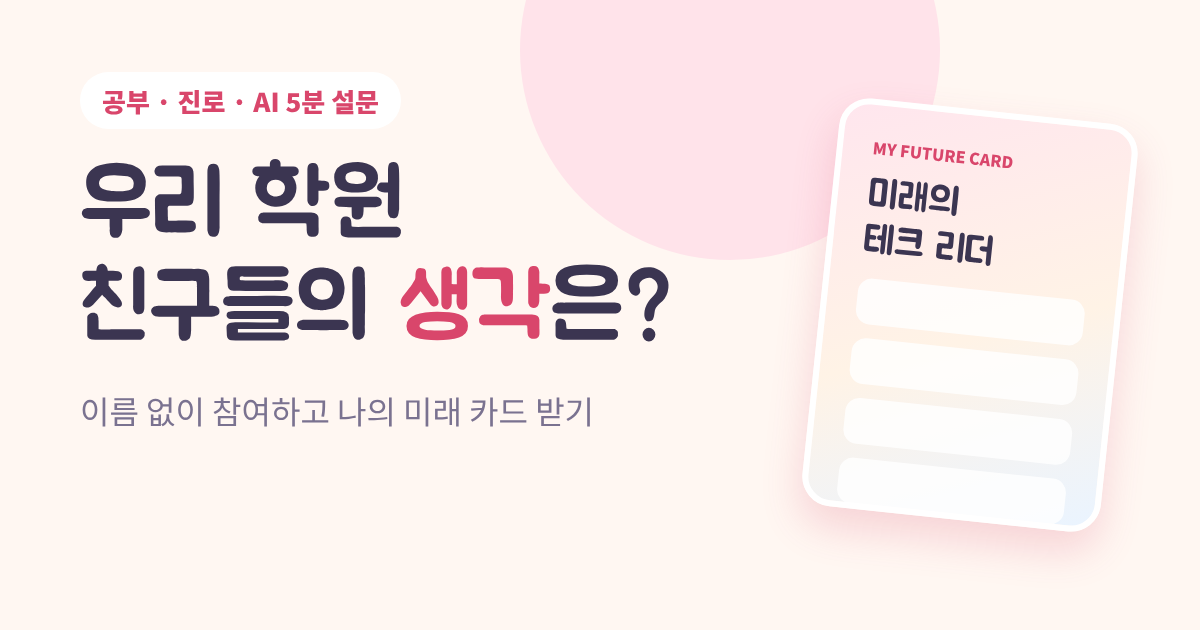 공부 · 진로 · AI 5분 설문
우리 학원
친구들의 생각은?
이름 없이 참여하고 나의 미래 카드 받기
MY FUTURE CARD
미래의
테크 리더